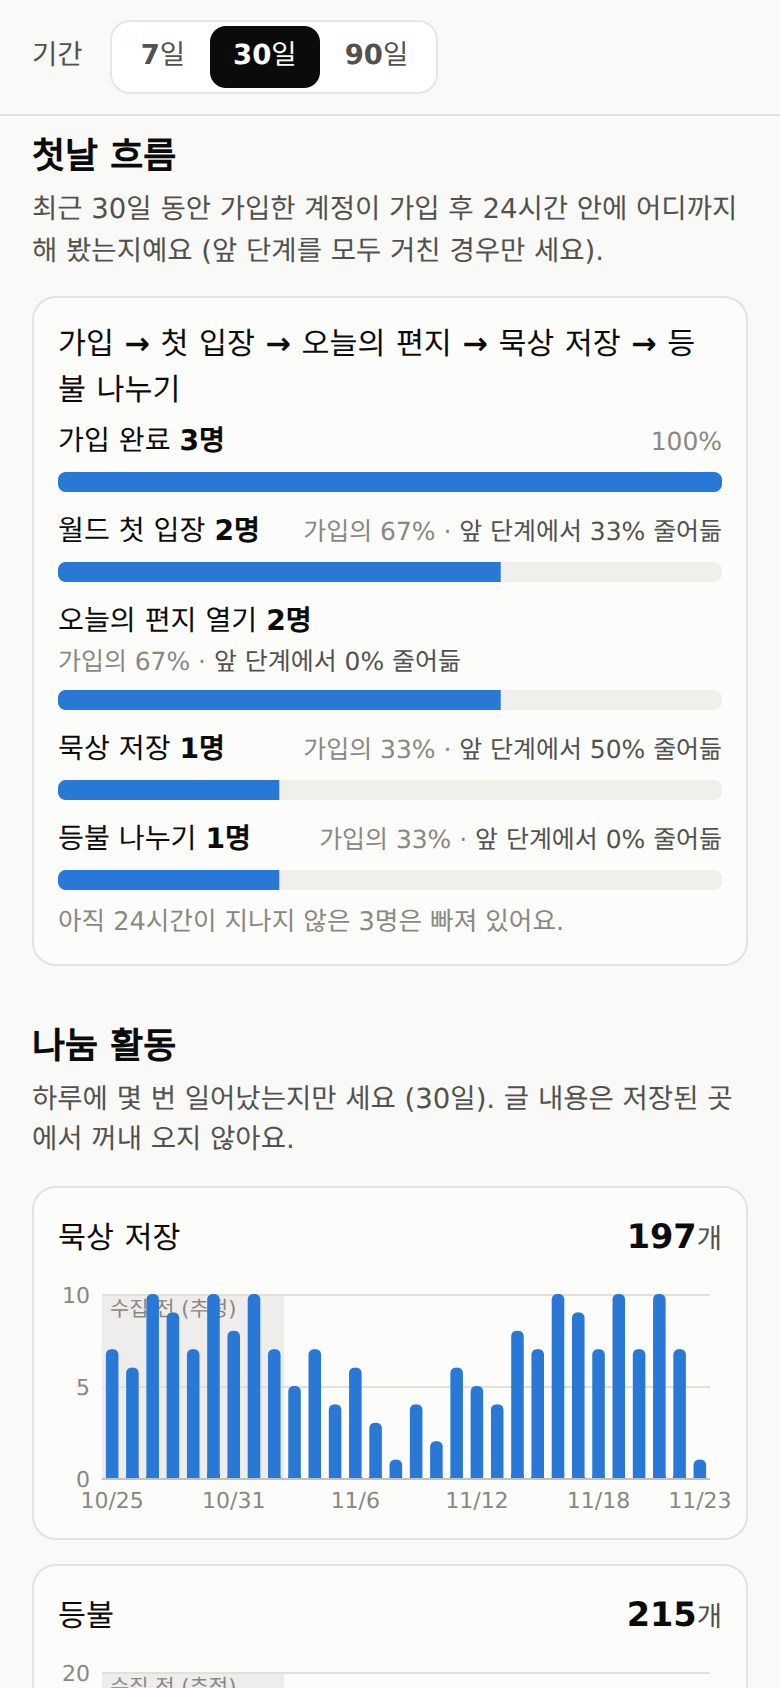 기간 7일 30일 90일
첫날 흐름
최근 30일 동안 가입한 계정이 가입 후 24시간 안에 어디까지
해 봤는지예요 (앞 단계를 모두 거친 경우만 세요).
가입 → 첫 입장 → 오늘의 편지 → 묵상 저장 → 등
불 나누기
가입 완료 3명 100%
월드 첫 입장 2명 가입의 67% · 앞 단계에서 33% 줄어듦
오늘의 편지 열기 2명
가입의 67% · 앞 단계에서 0% 줄어듦
묵상 저장 1명 가입의 33% · 앞 단계에서 50% 줄어듦
등불 나누기 1명 가입의 33% · 앞 단계에서 0% 줄어듦
아직 24시간이 지나지 않은 3명은 빠져 있어요.
나눔 활동
하루에 몇 번 일어났는지만 세요 (30일). 글 내용은 저장된 곳
에서 꺼내 오지 않아요.
묵상 저장 197개
10
수집 전 (추정)
5
0
10/25 10/31 11/6 11/12 11/18 11/23
등불 215개
20
수집 전 (추정)